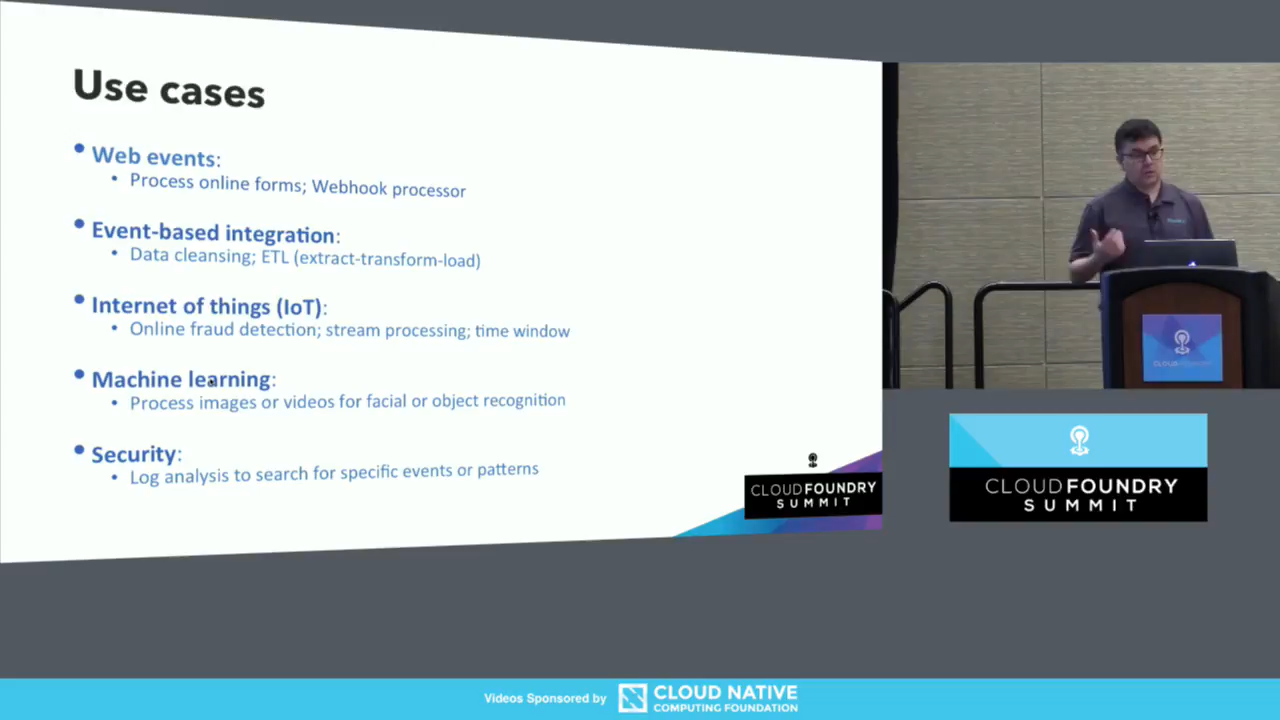 Use cases
• Web events:
• Process online forms; Webhook processor
• Event-based integration:
• Data cleansing; ETL (extract-transform-load)
• Internet of things (IoT):
• Online fraud detection; stream processing; time window
• Machine learning:
• Process images or videos for facial or object recognition
• Security:
• Log analysis to search for specific events or patterns
CLOUDFOUNDRY
SUMMIT
CLOUD FOUNDRY
CLOUDFOUNDRY
SUMMIT
Videos Sponsored by
CLOUD NATIVE
COMPUTING FOUNDATION